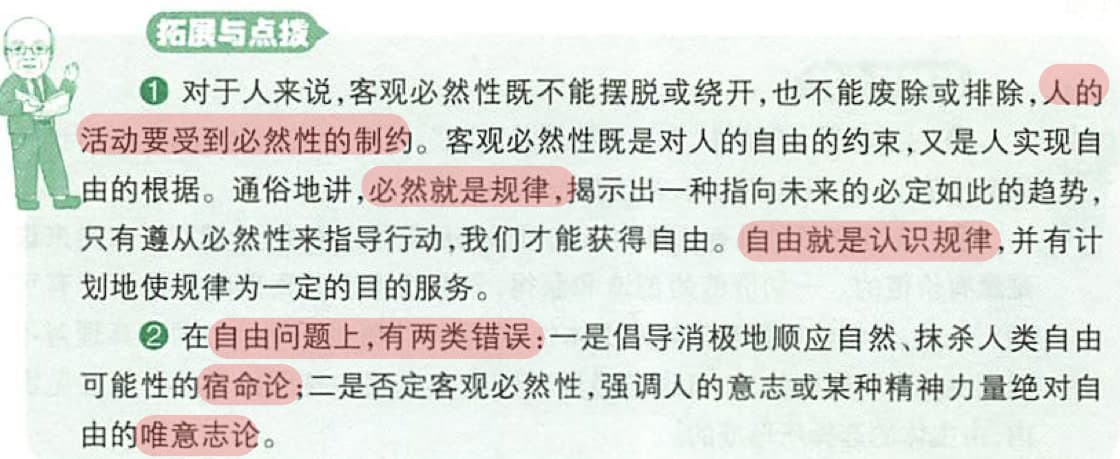 拓展与点拨
❶ 对于人来说,客观必然性既不能摆脱或绕开,也不能废除或排除,人的
活动要受到必然性的制约。客观必然性既是对人的自由的约束,又是人实现自
由的根据。通俗地讲,必然就是规律,揭示出一种指向未来的必定如此的趋势,
只有遵从必然性来指导行动,我们才能获得自由。自由就是认识规律,并有计
划地使规律为一定的目的服务。
❷ 在自由问题上,有两类错误:一是倡导消极地顺应自然、抹杀人类自由
可能性的宿命论;二是否定客观必然性,强调人的意志或某种精神力量绝对自
由的唯意志论。